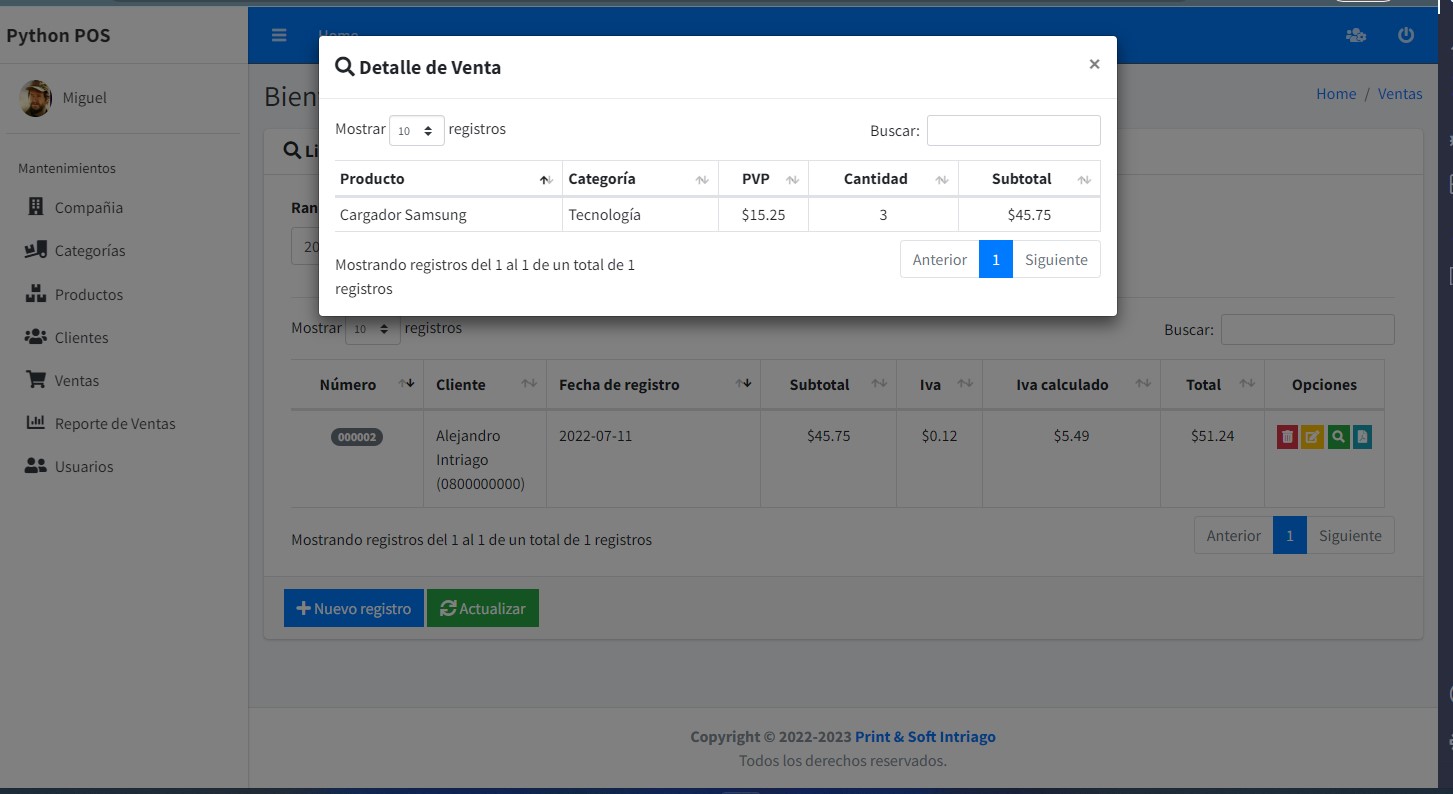 Python POS
Home
Miguel
Mantenimientos
Compañia
Categorías
Productos
Clientes
Ventas
Reporte de Ventas
Usuarios
Home / Ventas
Detalle de Venta ×
Mostrar 10 registros Buscar:
Producto Categoría PVP Cantidad Subtotal
Cargador Samsung Tecnología $15.25 3 $45.75
Mostrando registros del 1 al 1 de un total de 1
registros
Anterior 1 Siguiente
Mostrar 10 registros Buscar:
Número Cliente Fecha de registro Subtotal Iva Iva calculado Total Opciones
000002 Alejandro 2022-07-11 $45.75 $0.12 $5.49 $51.24
Intriago
(0800000000)
Mostrando registros del 1 al 1 de un total de 1 registros
Anterior 1 Siguiente
Nuevo registro Actualizar
Copyright © 2022-2023 Print & Soft Intriago
Todos los derechos reservados.